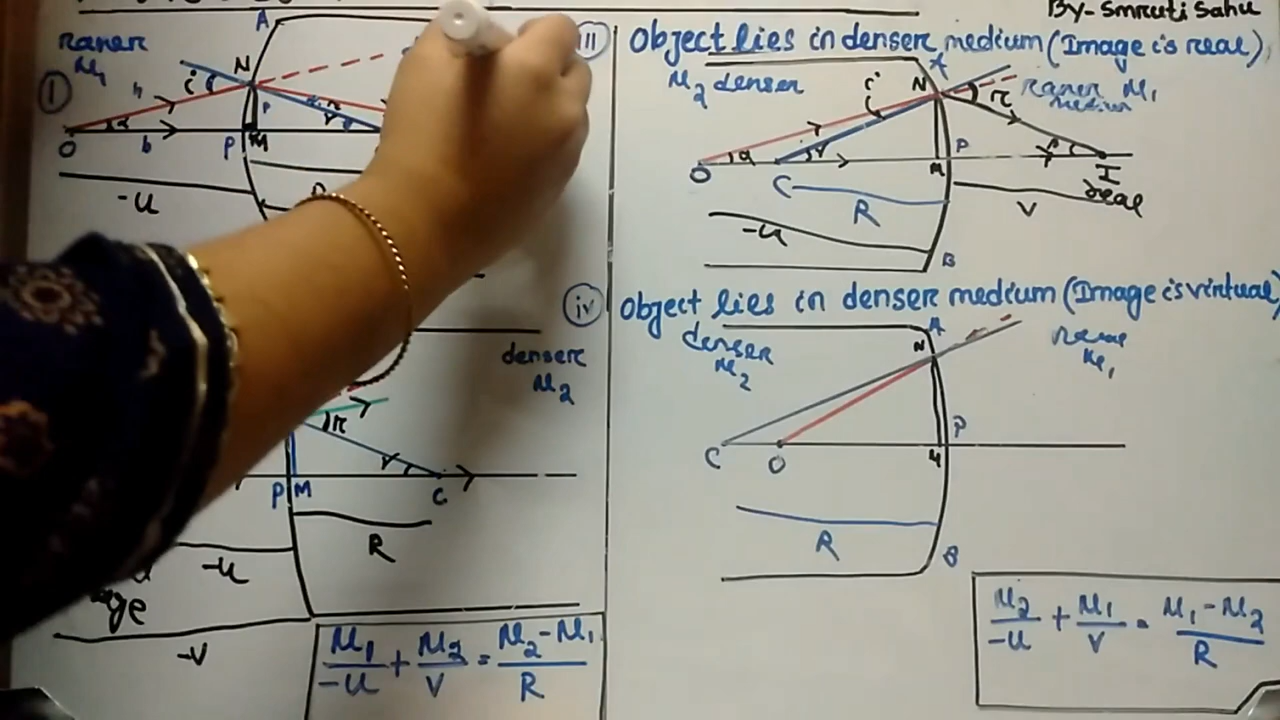 By-Smruti Sahu
A
rarer
μ1
i
N
(i)
r
P
γ
α
O
P
M
-u
(iii) Object lies in denser medium (Image is real)
μ2 denser
A
N
i
r
rarer μ1
medium
α
γ
O
C
M
P
I
real
R
v
-u
B
(iv) Object lies in denser medium (Image is virtual)
denser
μ2
A
N
μ1
C
O
M
P
R
B
denser
μ2
r
γ
P M
C
R
-u
-v
μ1/-u + μ2/v = μ2-μ1/R
μ2/-u + μ1/v = μ1-μ2/R